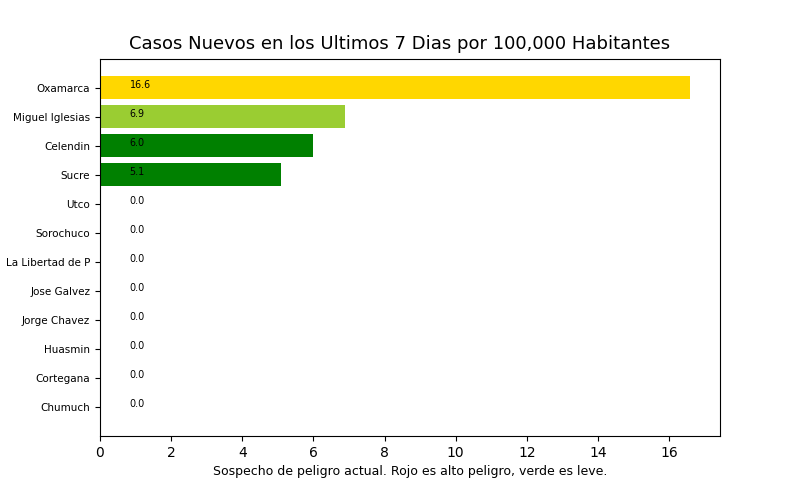 Casos Nuevos en los Ultimos 7 Dias por 100,000 Habitantes
Oxamarca 16.6
Miguel Iglesias 6.9
Celendin 6.0
Sucre 5.1
Utco 0.0
Sorochuco 0.0
La Libertad de P 0.0
Jose Galvez 0.0
Jorge Chavez 0.0
Huasmin 0.0
Cortegana 0.0
Chumuch 0.0
0 2 4 6 8 10 12 14 16
Sospecho de peligro actual. Rojo es alto peligro, verde es leve.